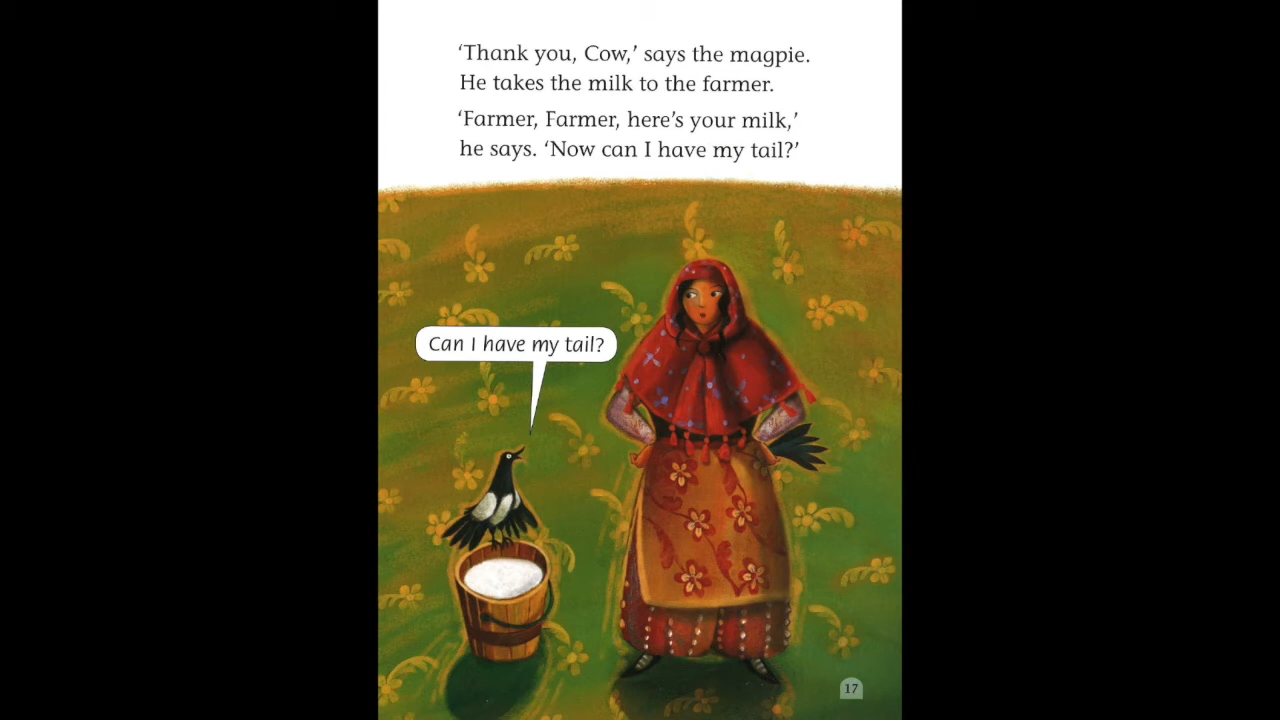 ‘Thank you, Cow,’ says the magpie.
He takes the milk to the farmer.
‘Farmer, Farmer, here’s your milk,’
he says. ‘Now can I have my tail?’
Can I have my tail?
17